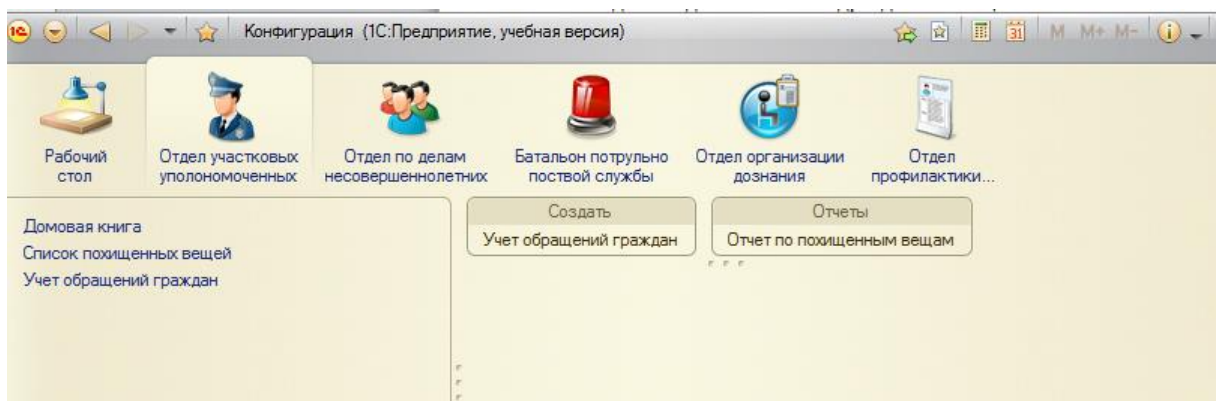 Конфигурация (1С:Предприятие, учебная версия)
31 M M+ M-
Рабочий
стол
Отдел участковых
уполономоченных
Отдел по делам
несовершеннолетних
Батальон потрульно
поствой службы
Отдел организации
дознания
Отдел
профилактики...
Домовая книга
Список похищенных вещей
Учет обращений граждан
Создать
Учет обращений граждан
Отчеты
Отчет по похищенным вещам